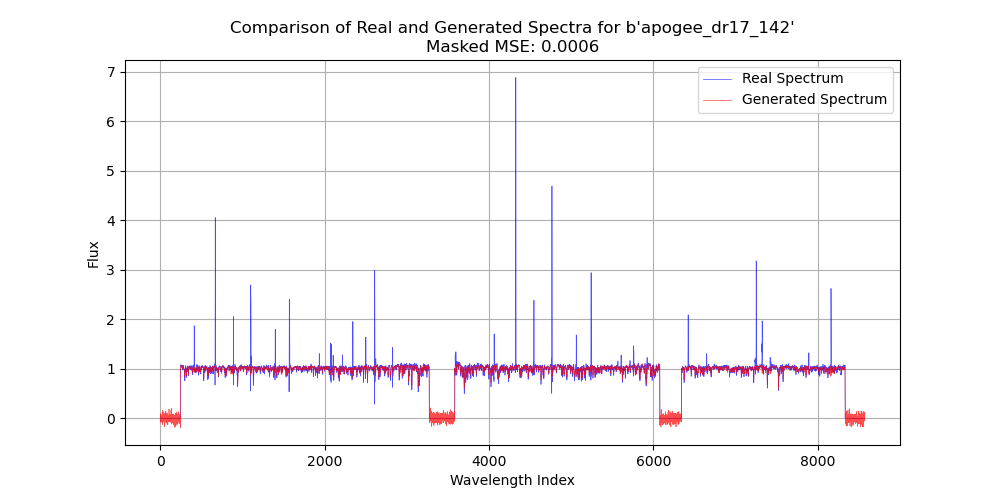 Comparison of Real and Generated Spectra for b'apogee_dr17_142'
Masked MSE: 0.0006
Real Spectrum
Generated Spectrum
7
6
5
4
3
2
1
0
Flux
0 2000 4000 6000 8000
Wavelength Index